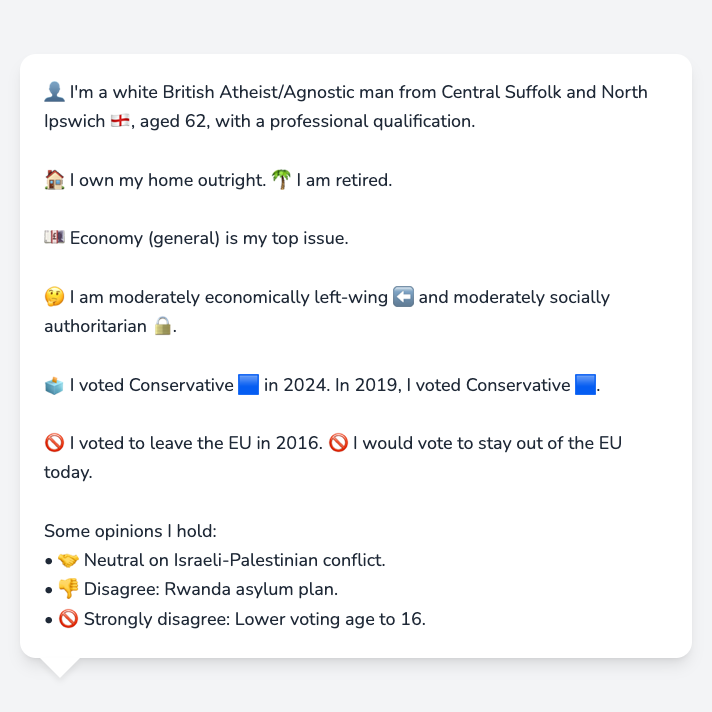 👤 I'm a white British Atheist/Agnostic man from Central Suffolk and North
Ipswich 🏴󠁧󠁢󠁥󠁮󠁧󠁿, aged 62, with a professional qualification.
🏠 I own my home outright. 🌴 I am retired.
💷 Economy (general) is my top issue.
🤔 I am moderately economically left-wing ⬅️ and moderately socially
authoritarian 🔒.
🗳️ I voted Conservative 🟦 in 2024. In 2019, I voted Conservative 🟦.
🚫 I voted to leave the EU in 2016. 🚫 I would vote to stay out of the EU
today.
Some opinions I hold:
• 🤝 Neutral on Israeli-Palestinian conflict.
• 👎 Disagree: Rwanda asylum plan.
• 🚫 Strongly disagree: Lower voting age to 16.